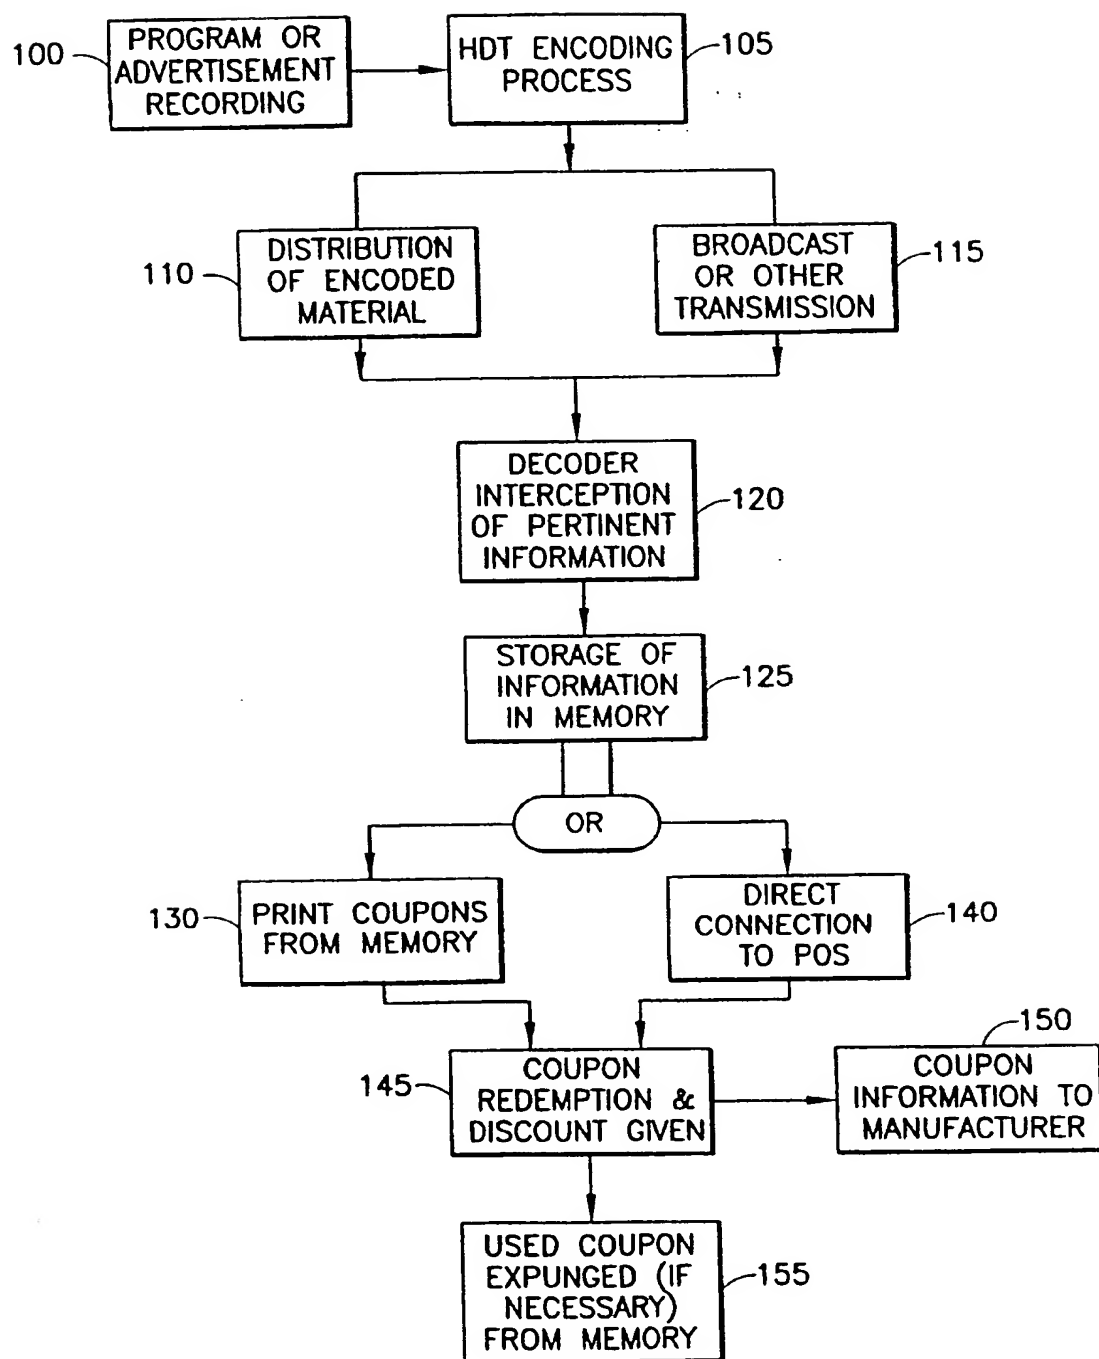 100
PROGRAM OR
ADVERTISEMENT
RECORDING
HDT ENCODING
PROCESS
105
110
DISTRIBUTION
OF ENCODED
MATERIAL
BROADCAST
OR OTHER
TRANSMISSION
115
DECODER
INTERCEPTION
OF PERTINENT
INFORMATION
120
STORAGE OF
INFORMATION
IN MEMORY
125
OR
130
PRINT COUPONS
FROM MEMORY
DIRECT
CONNECTION
TO POS
140
145
COUPON
REDEMPTION &
DISCOUNT GIVEN
150
COUPON
INFORMATION TO
MANUFACTURER
USED COUPON
EXPUNGED (IF
NECESSARY)
FROM MEMORY
155